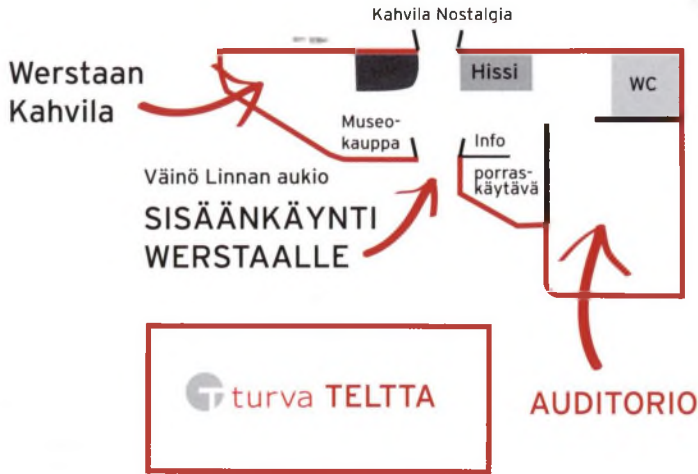 Kahvila Nostalgia
Werstaan
Kahvila
Hissi
WC
Museo-
kauppa
Info
porras-
käytävä
Väinö Linnan aukio
SISÄÄNKÄYNTI
WERSTAALLE
turva TELTTA
AUDITORIO